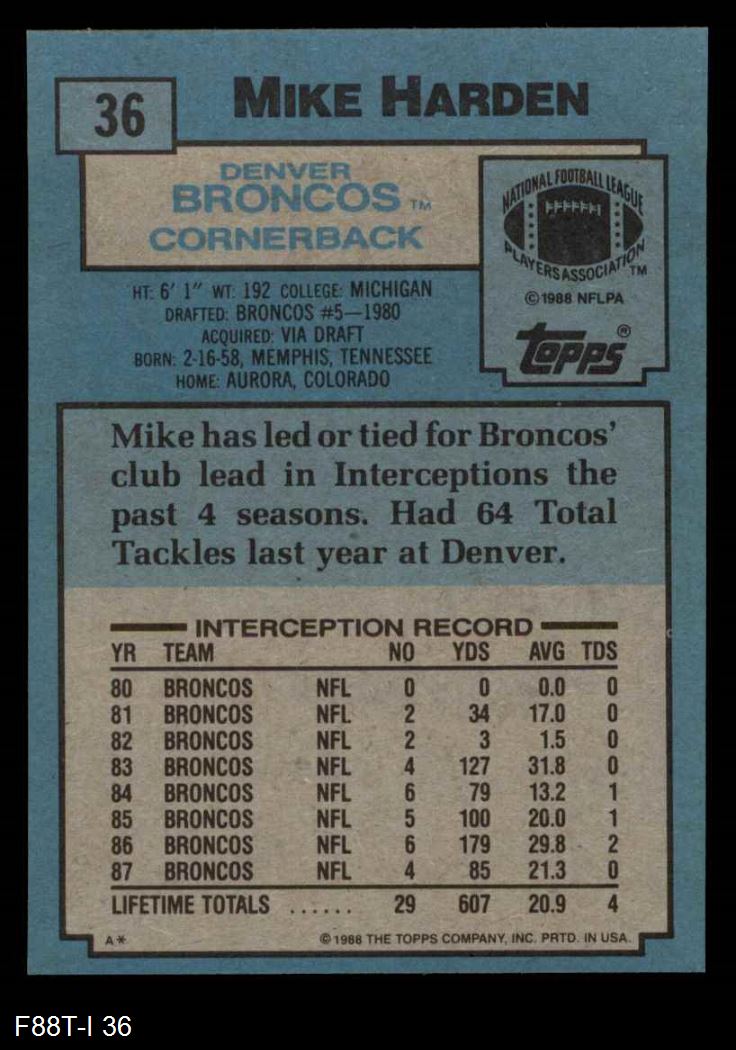 36
MIKE HARDEN
DENVER
BRONCOS TM
CORNERBACK
NATIONAL FOOTBALL LEAGUE
PLAYERS ASSOCIATION TM
© 1988 NFLPA
topps®
HT: 6' 1" WT: 192 COLLEGE: MICHIGAN
DRAFTED: BRONCOS #5—1980
ACQUIRED: VIA DRAFT
BORN: 2-16-58, MEMPHIS, TENNESSEE
HOME: AURORA, COLORADO
Mike has led or tied for Broncos'
club lead in Interceptions the
past 4 seasons. Had 64 Total
Tackles last year at Denver.
INTERCEPTION RECORD
YR TEAM NO YDS AVG TDS
80 BRONCOS NFL 0 0 0.0 0
81 BRONCOS NFL 2 34 17.0 0
82 BRONCOS NFL 2 3 1.5 0
83 BRONCOS NFL 4 127 31.8 0
84 BRONCOS NFL 6 79 13.2 1
85 BRONCOS NFL 5 100 20.0 1
86 BRONCOS NFL 6 179 29.8 2
87 BRONCOS NFL 4 85 21.3 0
LIFETIME TOTALS ...... 29 607 20.9 4
A* © 1988 THE TOPPS COMPANY, INC. PRTD. IN USA.
F88T-I 36